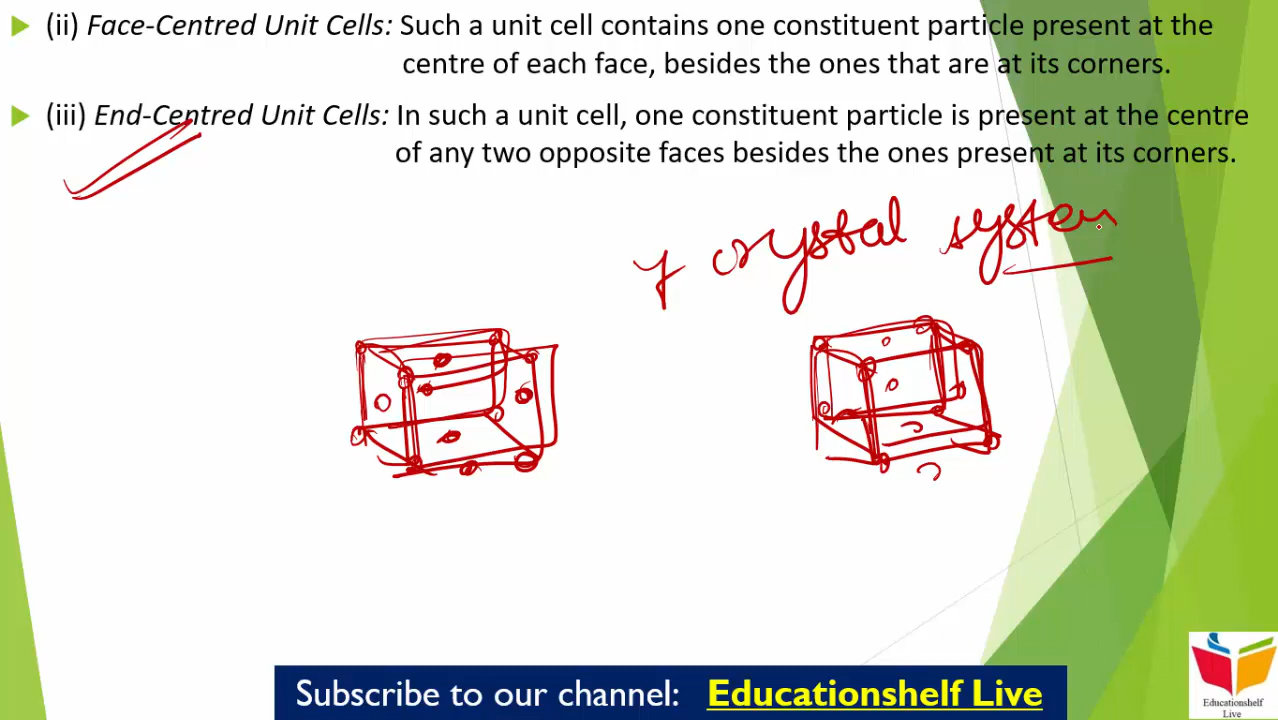 (ii) Face-Centred Unit Cells: Such a unit cell contains one constituent particle present at the
centre of each face, besides the ones that are at its corners.
(iii) End-Centred Unit Cells: In such a unit cell, one constituent particle is present at the centre
of any two opposite faces besides the ones present at its corners.
7 crystal system
Subscribe to our channel: Educationshelf Live
Educationshelf
Live